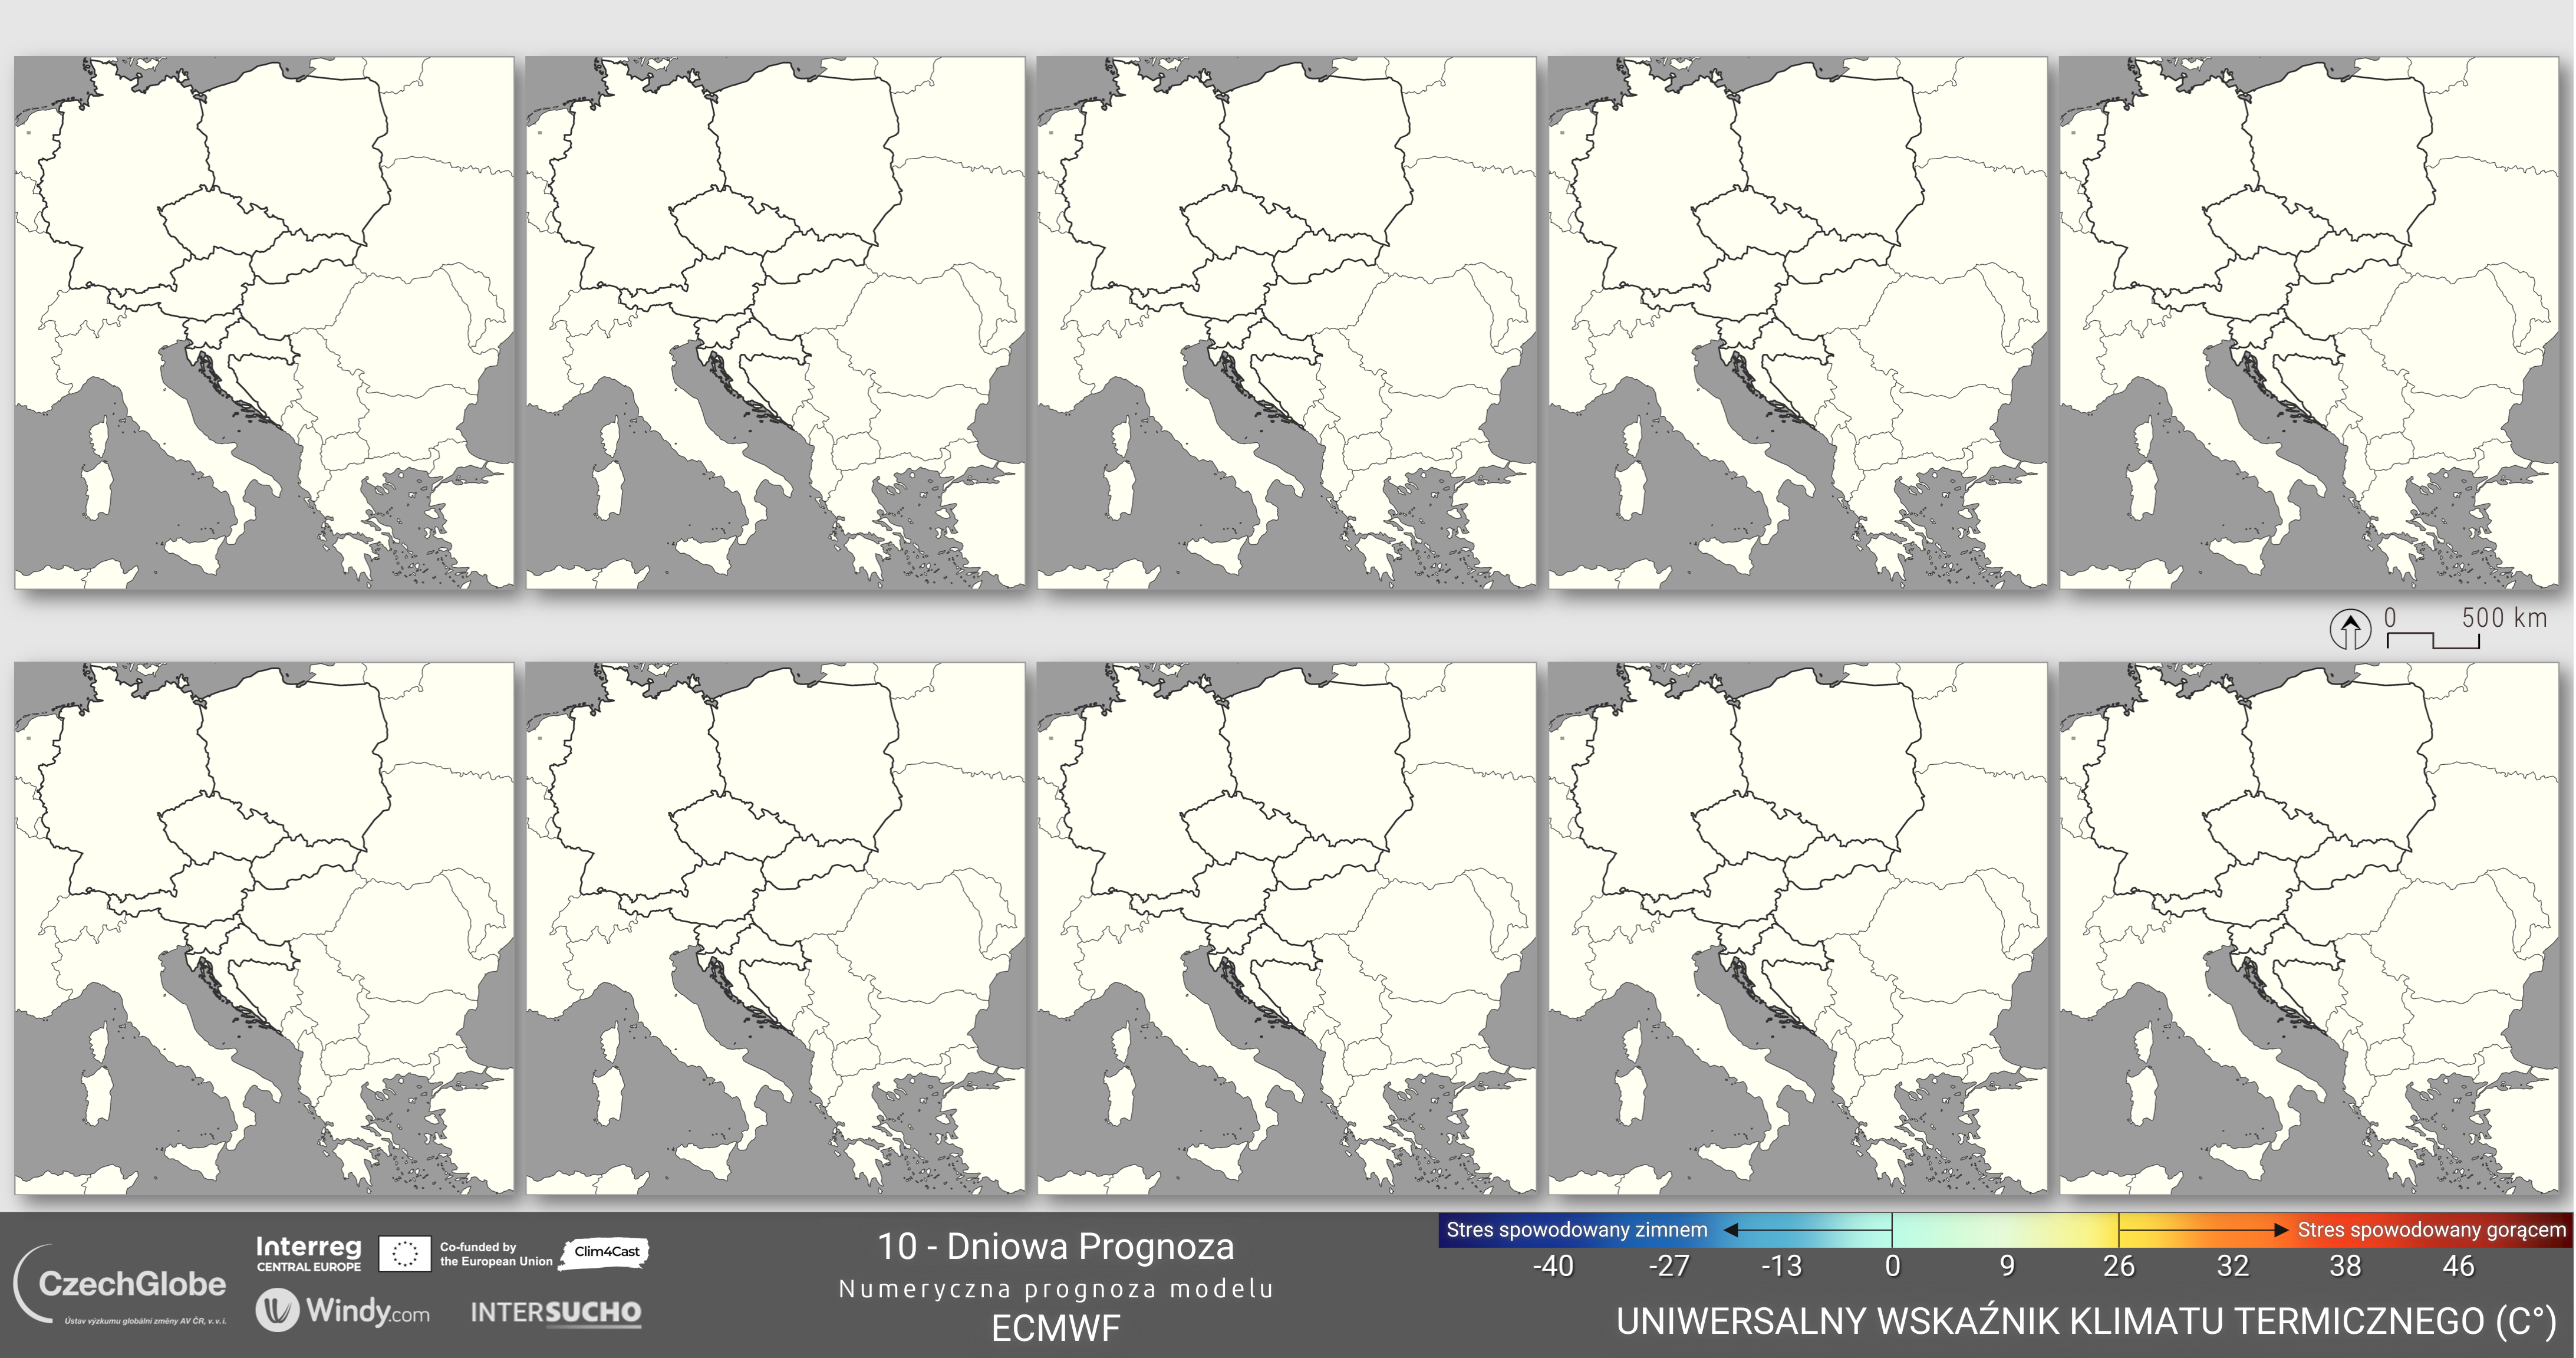 0 500 km
Interreg
CENTRAL EUROPE
Co-funded by
the European Union
Clim4Cast
CzechGlobe
Ústav výzkumu globální změny AV ČR, v. v. i.
Windy.com
INTERSUCHO
10 - Dniowa Prognoza
Numeryczna prognoza modelu
ECMWF
Stres spowodowany zimnem
Stres spowodowany gorącem
-40 -27 -13 0 9 26 32 38 46
UNIWERSALNY WSKAŹNIK KLIMATU TERMICZNEGO (C°)